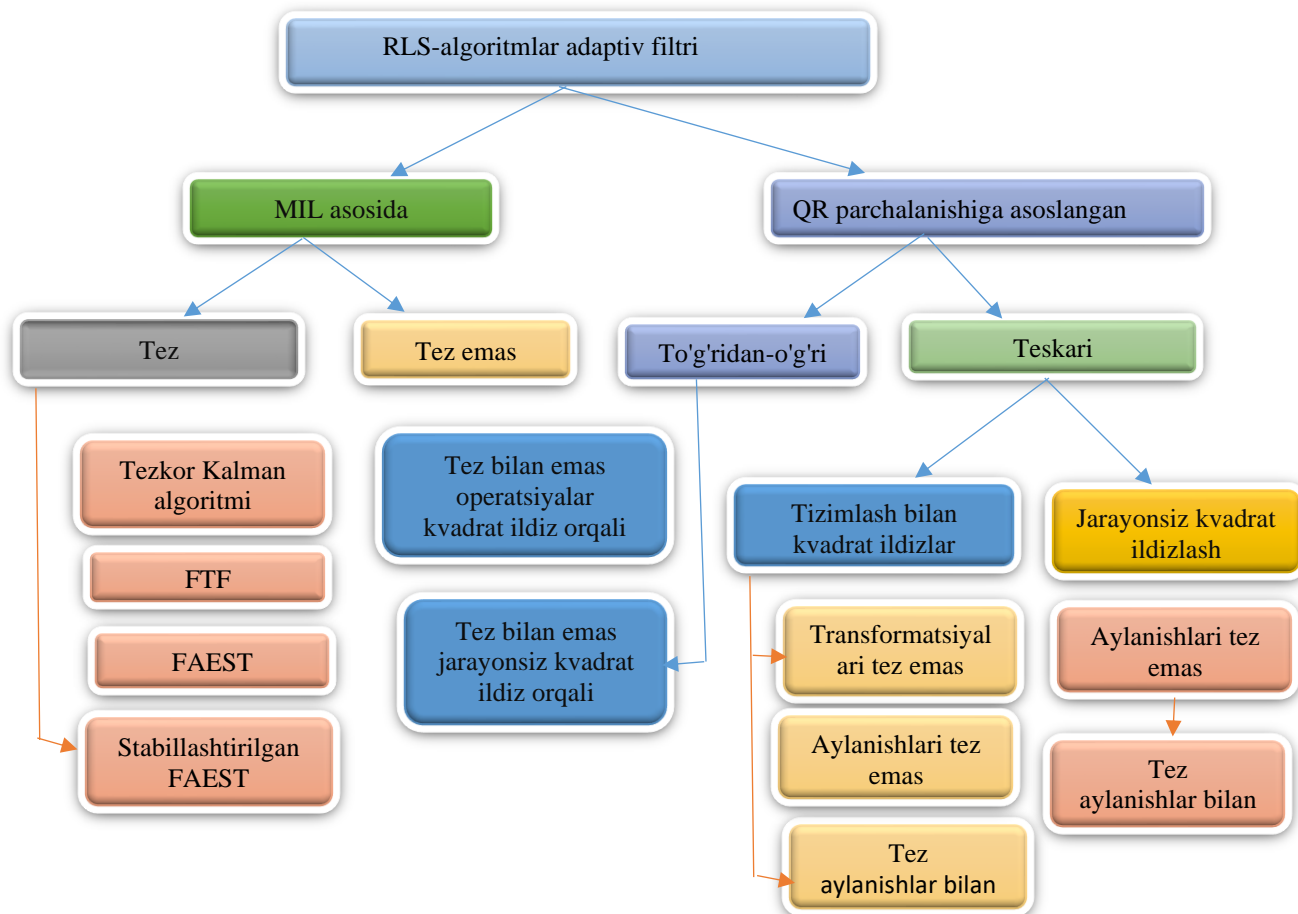 RLS-algoritmlar adaptiv filtri
MIL asosida
QR parchalanishiga asoslangan
Tez
Tez emas
To'g'ridan-o'g'ri
Teskari
Tezkor Kalman
algoritmi
FTF
FAEST
Stabillashtirilgan
FAEST
Tez bilan emas
operatsiyalar
kvadrat ildiz orqali
Tez bilan emas
jarayonsiz kvadrat
ildiz orqali
Tizimlash bilan
kvadrat ildizlar
Transformatsiyal
ari tez emas
Aylanishlari tez
emas
Tez
aylanishlar bilan
Jarayonsiz kvadrat
ildizlash
Aylanishlari tez
emas
Tez
aylanishlar bilan